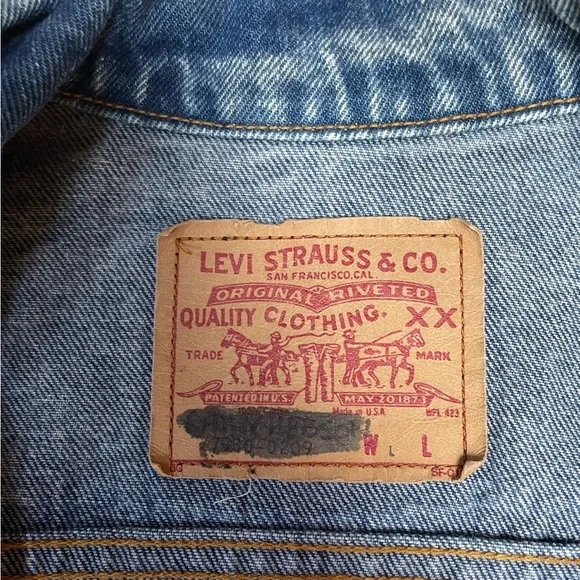 LEVI STRAUSS & CO.
SAN FRANCISCO, CAL.
ORIGINAL RIVETED
QUALITY CLOTHING. XX
TRADE MARK
PATENTED IN U.S. MAY 20 1873
Made in U.S.A. WPL 423
W L L
SF-